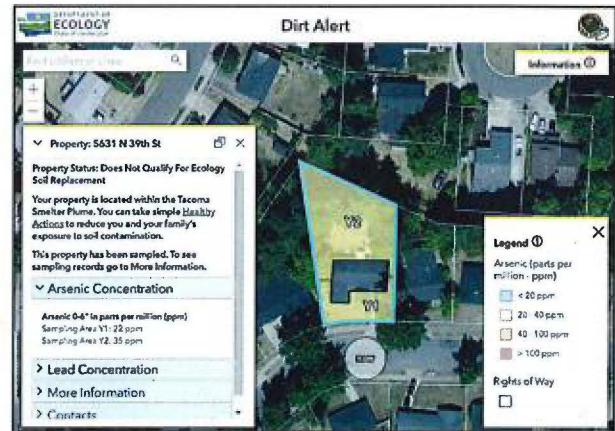 DEPARTMENT OF
ECOLOGY
Dirt Alert
Information ⓘ
+
−
Property: 5631 N 39th St
Property Status: Does Not Qualify For Ecology
Soil Replacement
Your property is located within the Tacoma
Smelter Plume. You can take simple Healthy
Actions to reduce you and your family's
exposure to soil contamination.
This property has been sampled. To see
sampling records go to More Information.
Arsenic Concentration
Arsenic 0-6" in parts per million (ppm)
Sampling Area Y1: 22 ppm
Sampling Area Y2: 35 ppm
Lead Concentration
More Information
Contacts
Y2
Y1
Legend ⓘ
Arsenic (parts per
million - ppm)
< 20 ppm
20 - 40 ppm
40 - 100 ppm
> 100 ppm
Rights of Way